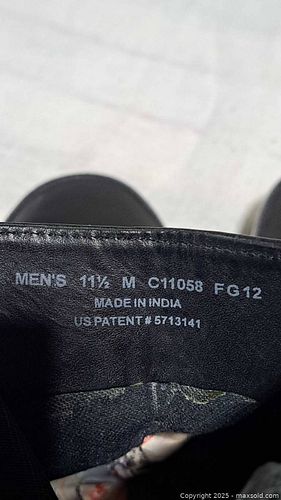 MEN'S 11½ M C11058 FG12
MADE IN INDIA
US PATENT # 5713141
Copyright 2025 - maxsold.com